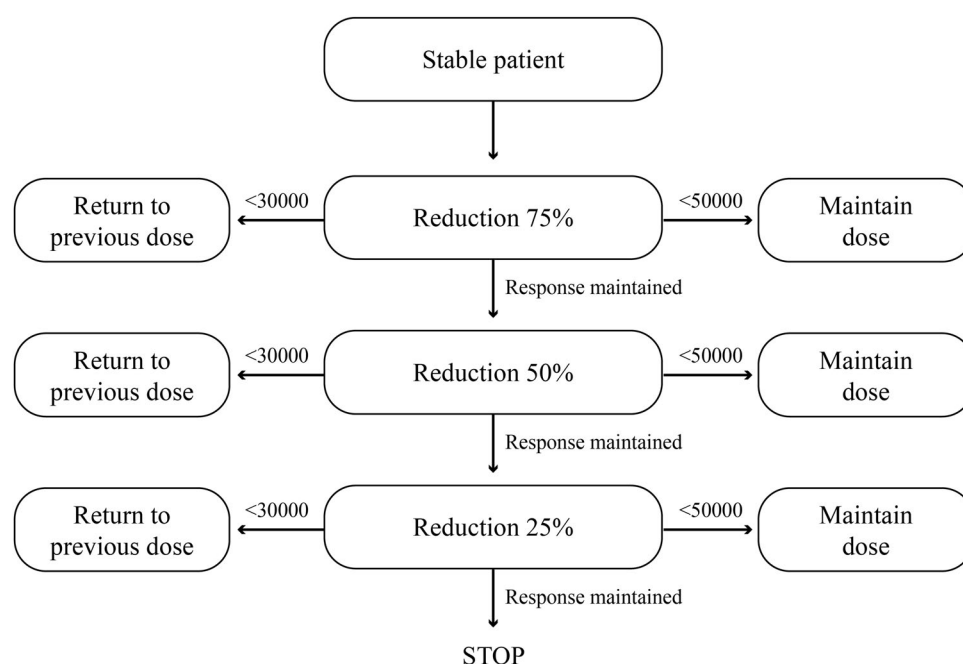 Stable patient
<30000
<50000
Return to
previous dose
Reduction 75%
Maintain
dose
Response maintained
<30000
<50000
Return to
previous dose
Reduction 50%
Maintain
dose
Response maintained
<30000
<50000
Return to
previous dose
Reduction 25%
Maintain
dose
Response maintained
STOP